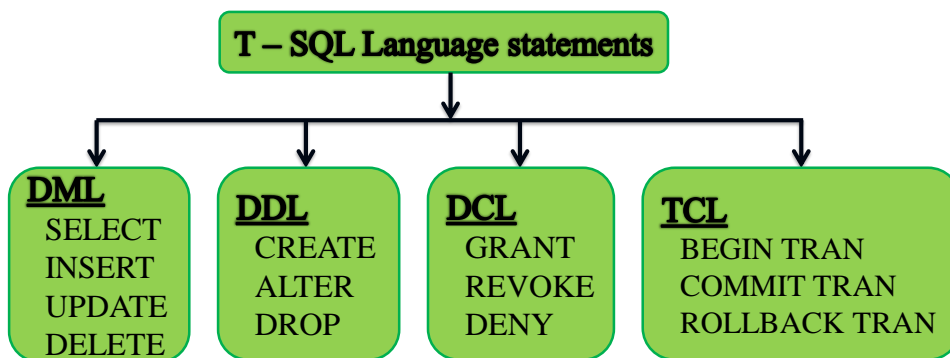 T – SQL Language statements
DML
SELECT
INSERT
UPDATE
DELETE
DDL
CREATE
ALTER
DROP
DCL
GRANT
REVOKE
DENY
TCL
BEGIN TRAN
COMMIT TRAN
ROLLBACK TRAN